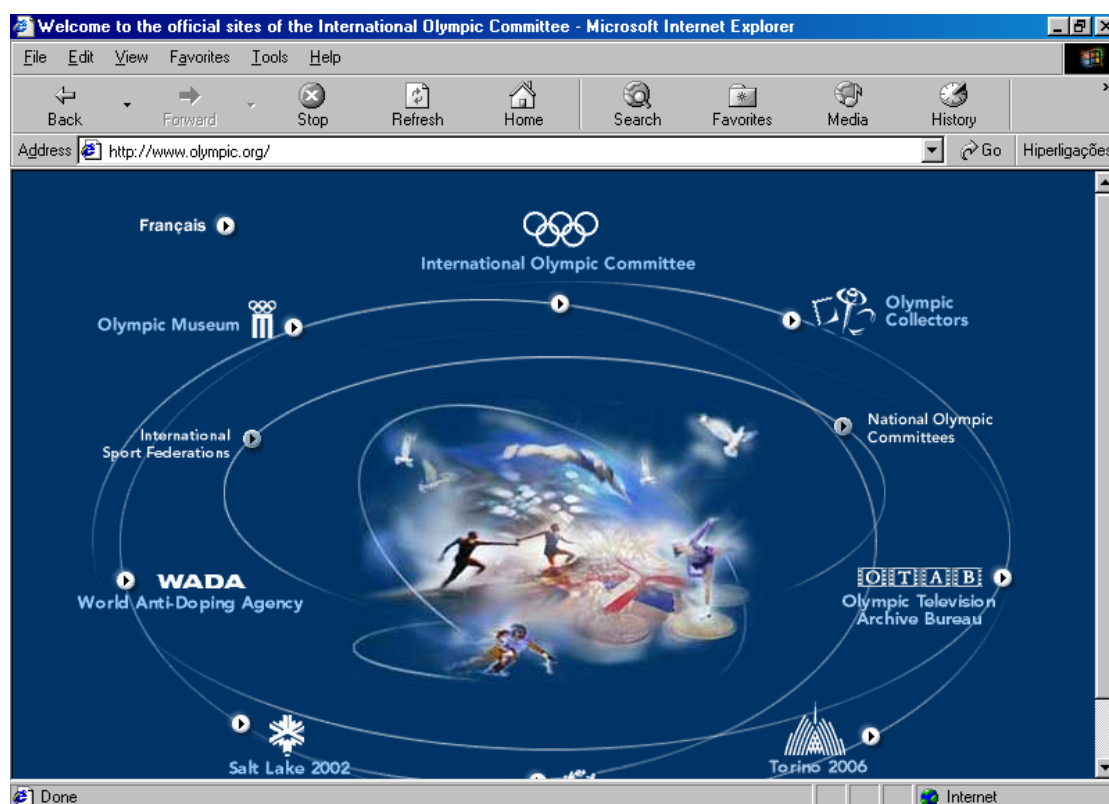 Welcome to the official sites of the International Olympic Committee - Microsoft Internet Explorer
File Edit View Favorites Tools Help
Back Forward Stop Refresh Home Search Favorites Media History
Address http://www.olympic.org/ Go Hiperligações
Français
International Olympic Committee
Olympic Museum
Olympic
Collectors
International
Sport Federations
National Olympic
Committees
WADA
World Anti-Doping Agency
OTAB
Olympic Television
Archive Bureau
Salt Lake 2002
Torino 2006
Done Internet